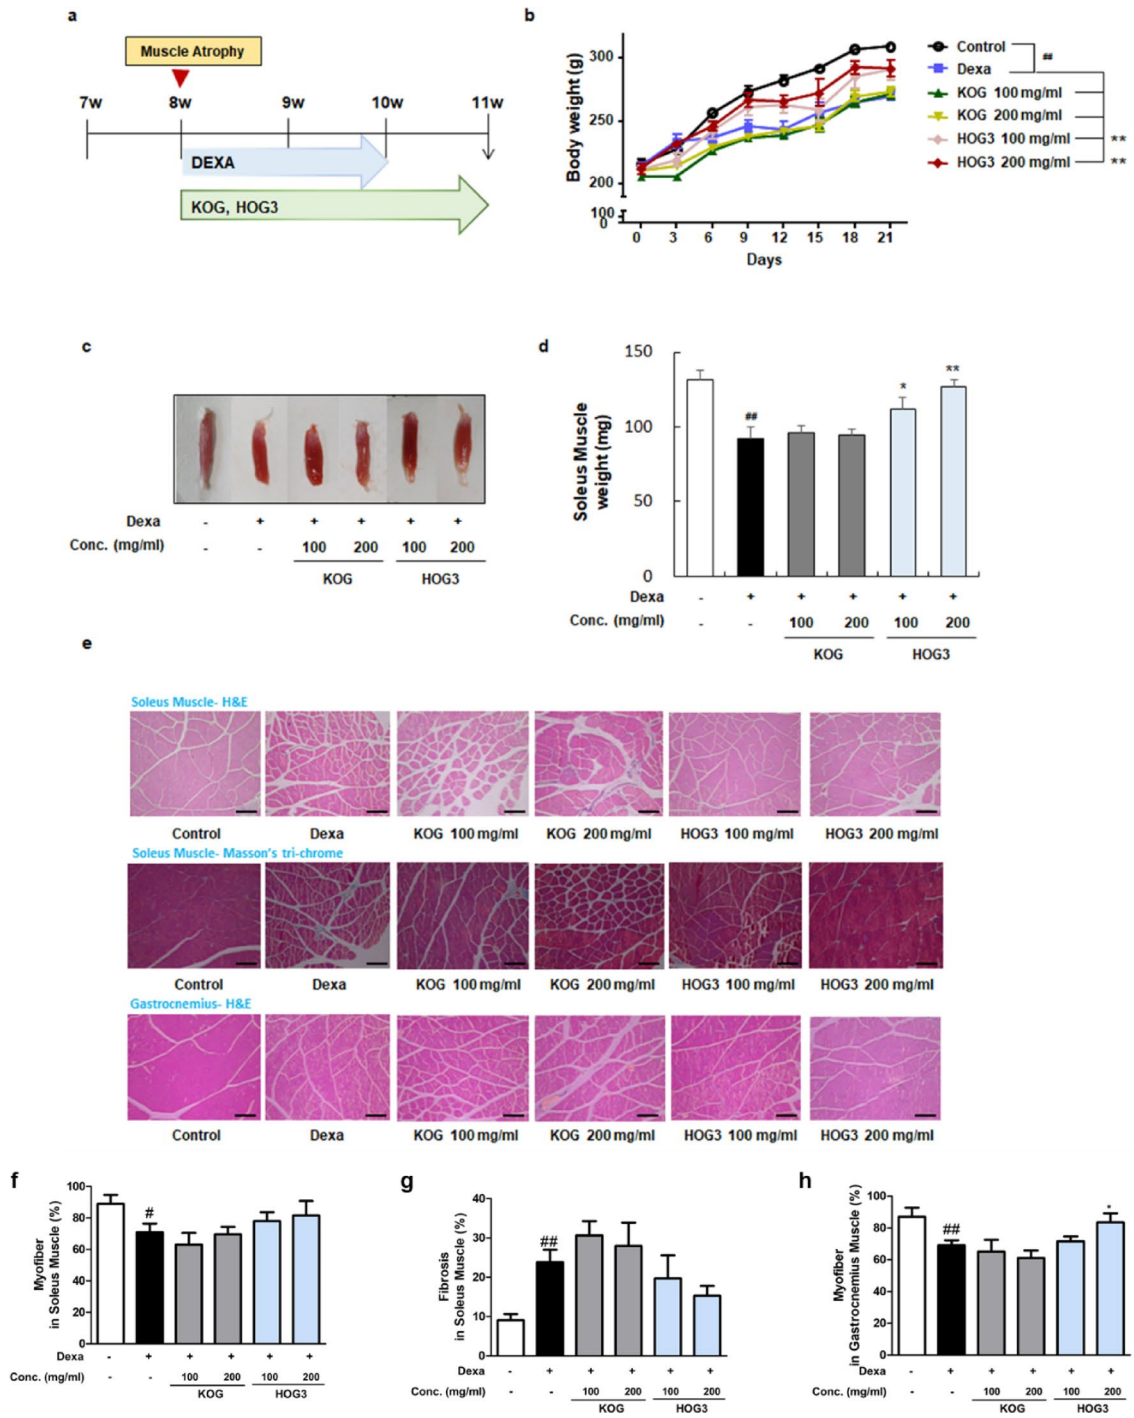 a
Muscle Atrophy
7w 8w 9w 10w 11w
DEXA
KOG, HOG3
b
Body weight (g)
300
250
200
100
0
0 3 6 9 12 15 18 21
Days
Control
Dexa
KOG 100 mg/ml
KOG 200 mg/ml
HOG3 100 mg/ml
HOG3 200 mg/ml
##
**
**
c
Dexa - + + + + +
Conc. (mg/ml) - - 100 200 100 200
KOG HOG3
d
Soleus Muscle
weight (mg)
150
100
50
0
## * **
Dexa - + + + + +
Conc. (mg/ml) - - 100 200 100 200
KOG HOG3
e
Soleus Muscle- H&E
Control Dexa KOG 100 mg/ml KOG 200 mg/ml HOG3 100 mg/ml HOG3 200 mg/ml
Soleus Muscle- Masson's tri-chrome
Control Dexa KOG 100 mg/ml KOG 200 mg/ml HOG3 100 mg/ml HOG3 200 mg/ml
Gastrocnemius- H&E
Control Dexa KOG 100 mg/ml KOG 200 mg/ml HOG3 100 mg/ml HOG3 200 mg/ml
f
Myofiber
in Soleus Muscle (%)
100
80
60
40
20
0
#
Dexa - + + + + +
Conc. (mg/ml) - - 100 200 100 200
KOG HOG3
g
Fibrosis
in Soleus Muscle (%)
40
30
20
10
0
##
Dexa - + + + + +
Conc. (mg/ml) - - 100 200 100 200
KOG HOG3
h
Myofiber
in Gastrocnemius Muscle (%)
100
80
60
40
20
0
## *
Dexa - + + + + +
Conc. (mg/ml) - - 100 200 100 200
KOG HOG3